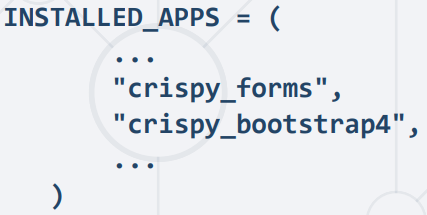 INSTALLED_APPS = (
...
"crispy_forms",
"crispy_bootstrap4",
...
)